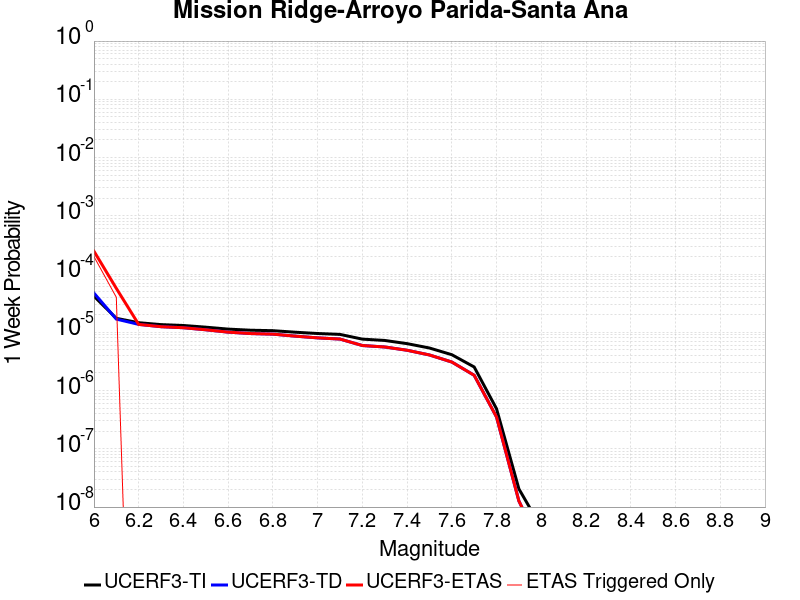 Mission Ridge-Arroyo Parida-Santa Ana
1 Week Probability
10^0
10^-1
10^-2
10^-3
10^-4
10^-5
10^-6
10^-7
10^-8
6 6.2 6.4 6.6 6.8 7 7.2 7.4 7.6 7.8 8 8.2 8.4 8.6 8.8 9
Magnitude
UCERF3-TI UCERF3-TD UCERF3-ETAS ETAS Triggered Only